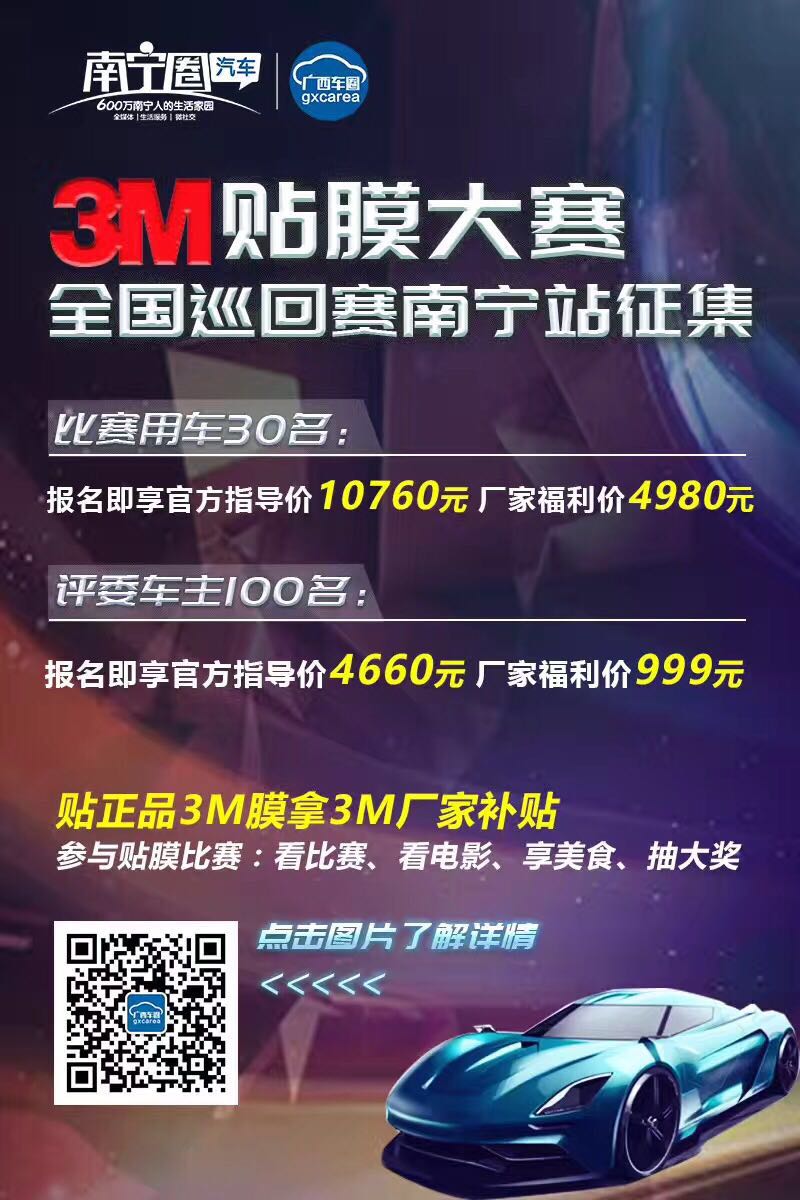 南宁圈 汽车
600万南宁人的生活家园
全媒体 | 生活服务 | 微社交
广西车圈
gxcarea
3M贴膜大赛
全国巡回赛南宁站征集
比赛用车30名：
报名即享官方指导价10760元 厂家福利价4980元
评委车主100名：
报名即享官方指导价4660元 厂家福利价999元
贴正品3M膜拿3M厂家补贴
参与贴膜比赛：看比赛、看电影、享美食、抽大奖
点击图片了解详情
<<<<<
广西车圈
gxcarea